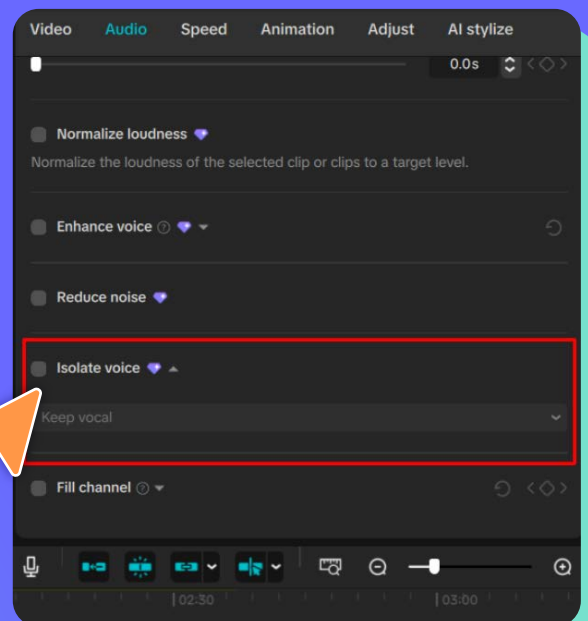 Video Audio Speed Animation Adjust AI stylize
0.0s
Normalize loudness
Normalize the loudness of the selected clip or clips to a target level.
Enhance voice
Reduce noise
Isolate voice
Keep vocal
Fill channel
02:30 03:00